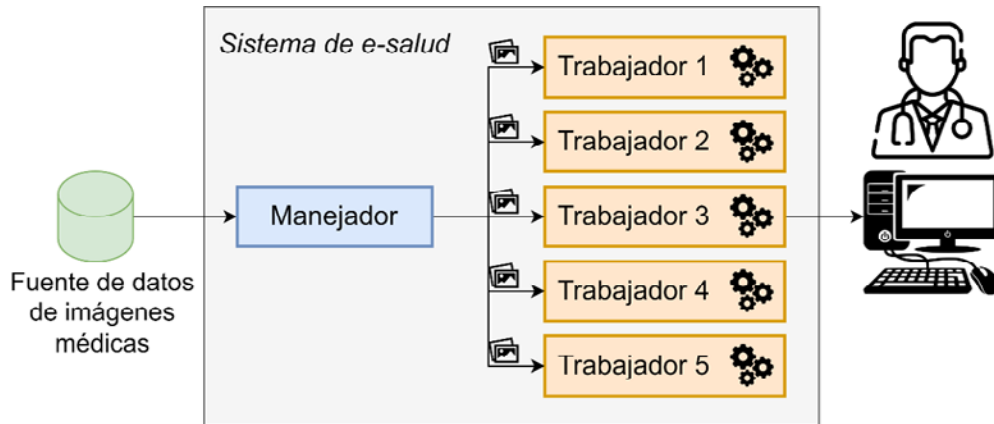 Sistema de e-salud
Trabajador 1
Trabajador 2
Manejador
Trabajador 3
Fuente de datos
de imágenes
médicas
Trabajador 4
Trabajador 5